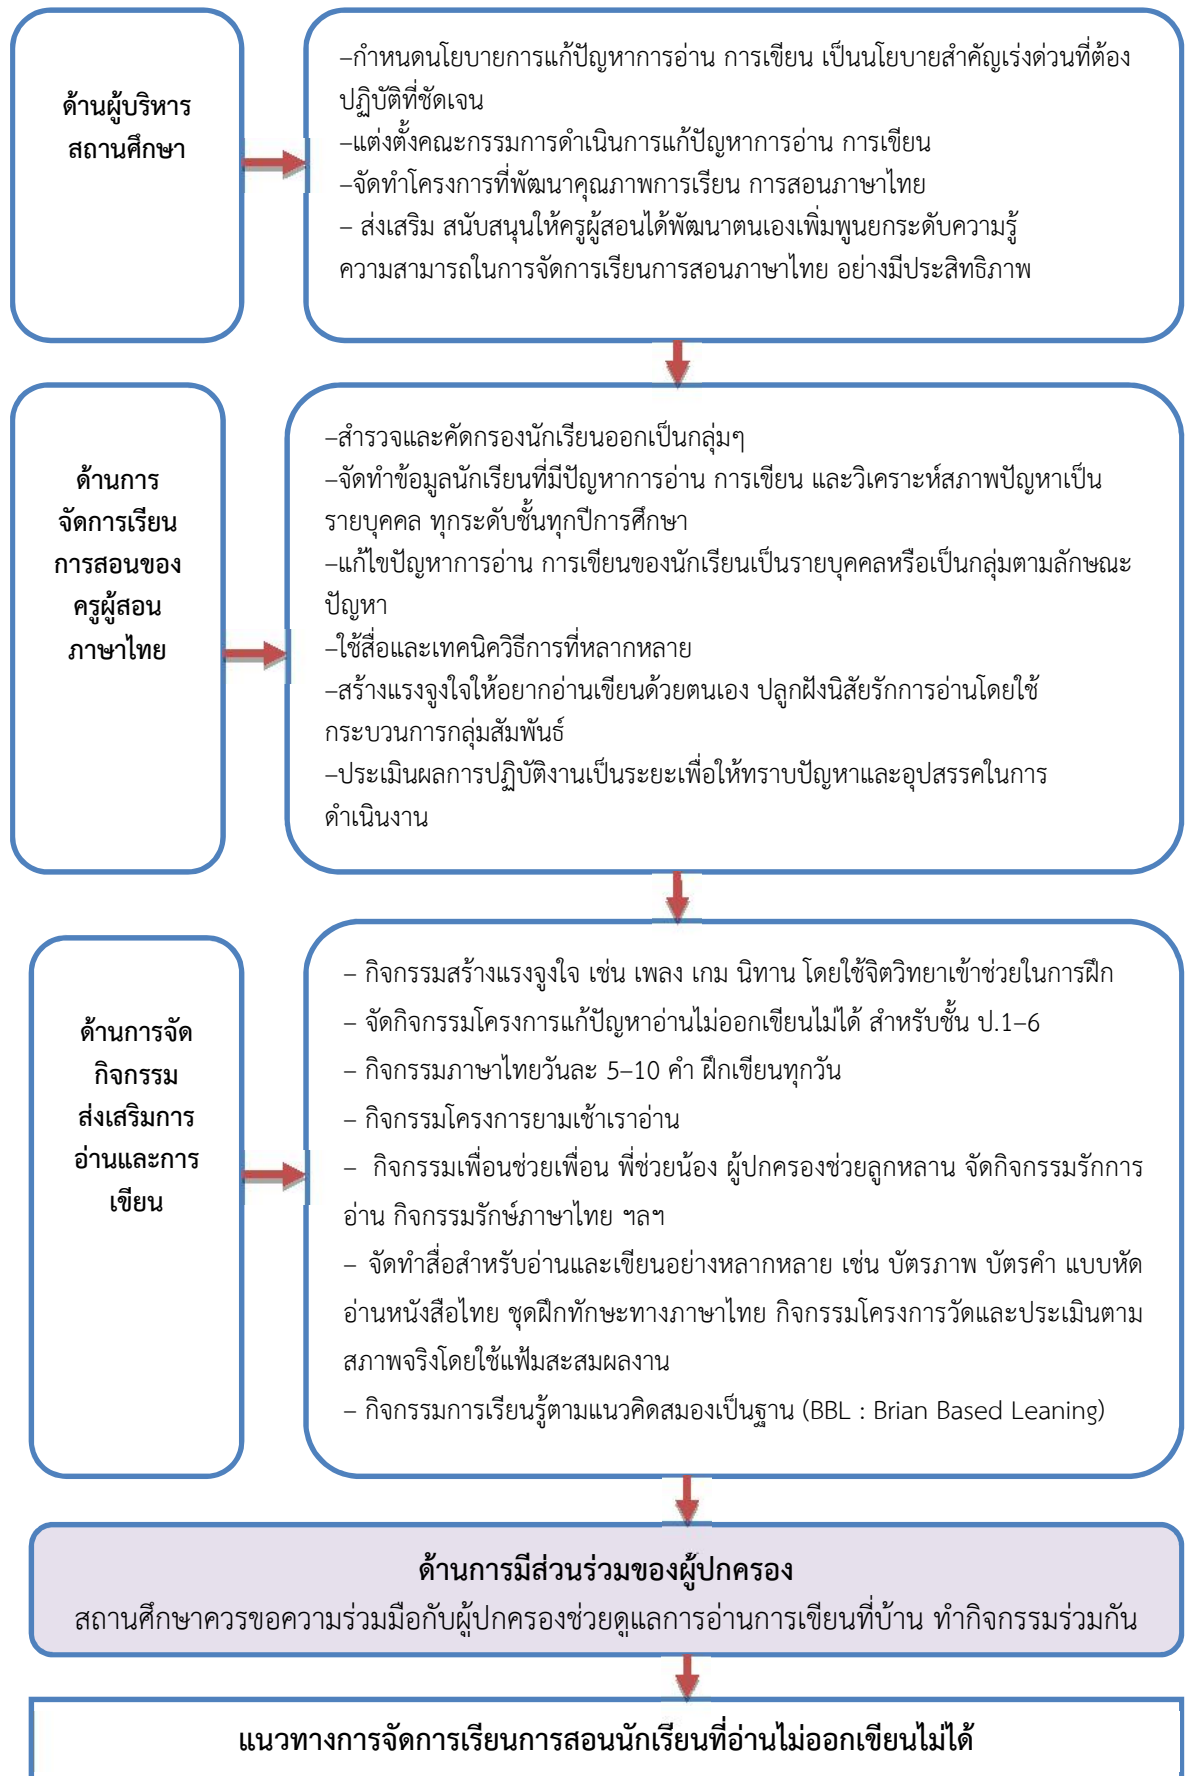 ด้านผู้บริหาร
สถานศึกษา
–กำหนดนโยบายการแก้ปัญหาการอ่าน การเขียน เป็นนโยบายสำคัญเร่งด่วนที่ต้อง
ปฏิบัติที่ชัดเจน
–แต่งตั้งคณะกรรมการดำเนินการแก้ปัญหาการอ่าน การเขียน
–จัดทำโครงการที่พัฒนาคุณภาพการเรียน การสอนภาษาไทย
– ส่งเสริม สนับสนุนให้ครูผู้สอนได้พัฒนาตนเองเพิ่มพูนยกระดับความรู้
ความสามารถในการจัดการเรียนการสอนภาษาไทย อย่างมีประสิทธิภาพ
ด้านการ
จัดการเรียน
การสอนของ
ครูผู้สอน
ภาษาไทย
–สำรวจและคัดกรองนักเรียนออกเป็นกลุ่มๆ
–จัดทำข้อมูลนักเรียนที่มีปัญหาการอ่าน การเขียน และวิเคราะห์สภาพปัญหาเป็น
รายบุคคล ทุกระดับชั้นทุกปีการศึกษา
–แก้ไขปัญหาการอ่าน การเขียนของนักเรียนเป็นรายบุคคลหรือเป็นกลุ่มตามลักษณะ
ปัญหา
–ใช้สื่อและเทคนิควิธีการที่หลากหลาย
–สร้างแรงจูงใจให้อยากอ่านเขียนด้วยตนเอง ปลูกฝังนิสัยรักการอ่านโดยใช้
กระบวนการกลุ่มสัมพันธ์
–ประเมินผลการปฏิบัติงานเป็นระยะเพื่อให้ทราบปัญหาและอุปสรรคในการ
ดำเนินงาน
ด้านการจัด
กิจกรรม
ส่งเสริมการ
อ่านและการ
เขียน
– กิจกรรมสร้างแรงจูงใจ เช่น เพลง เกม นิทาน โดยใช้จิตวิทยาเข้าช่วยในการฝึก
– จัดกิจกรรมโครงการแก้ปัญหาอ่านไม่ออกเขียนไม่ได้ สำหรับชั้น ป.1–6
– กิจกรรมภาษาไทยวันละ 5–10 คำ ฝึกเขียนทุกวัน
– กิจกรรมโครงการยามเช้าเราอ่าน
– กิจกรรมเพื่อนช่วยเพื่อน พี่ช่วยน้อง ผู้ปกครองช่วยลูกหลาน จัดกิจกรรมรักการ
อ่าน กิจกรรมรักษ์ภาษาไทย ฯลฯ
– จัดทำสื่อสำหรับอ่านและเขียนอย่างหลากหลาย เช่น บัตรภาพ บัตรคำ แบบหัด
อ่านหนังสือไทย ชุดฝึกทักษะทางภาษาไทย กิจกรรมโครงการวัดและประเมินตาม
สภาพจริงโดยใช้แฟ้มสะสมผลงาน
– กิจกรรมการเรียนรู้ตามแนวคิดสมองเป็นฐาน (BBL : Brian Based Leaning)
ด้านการมีส่วนร่วมของผู้ปกครอง
สถานศึกษาควรขอความร่วมมือกับผู้ปกครองช่วยดูแลการอ่านการเขียนที่บ้าน ทำกิจกรรมร่วมกัน
แนวทางการจัดการเรียนการสอนนักเรียนที่อ่านไม่ออกเขียนไม่ได้